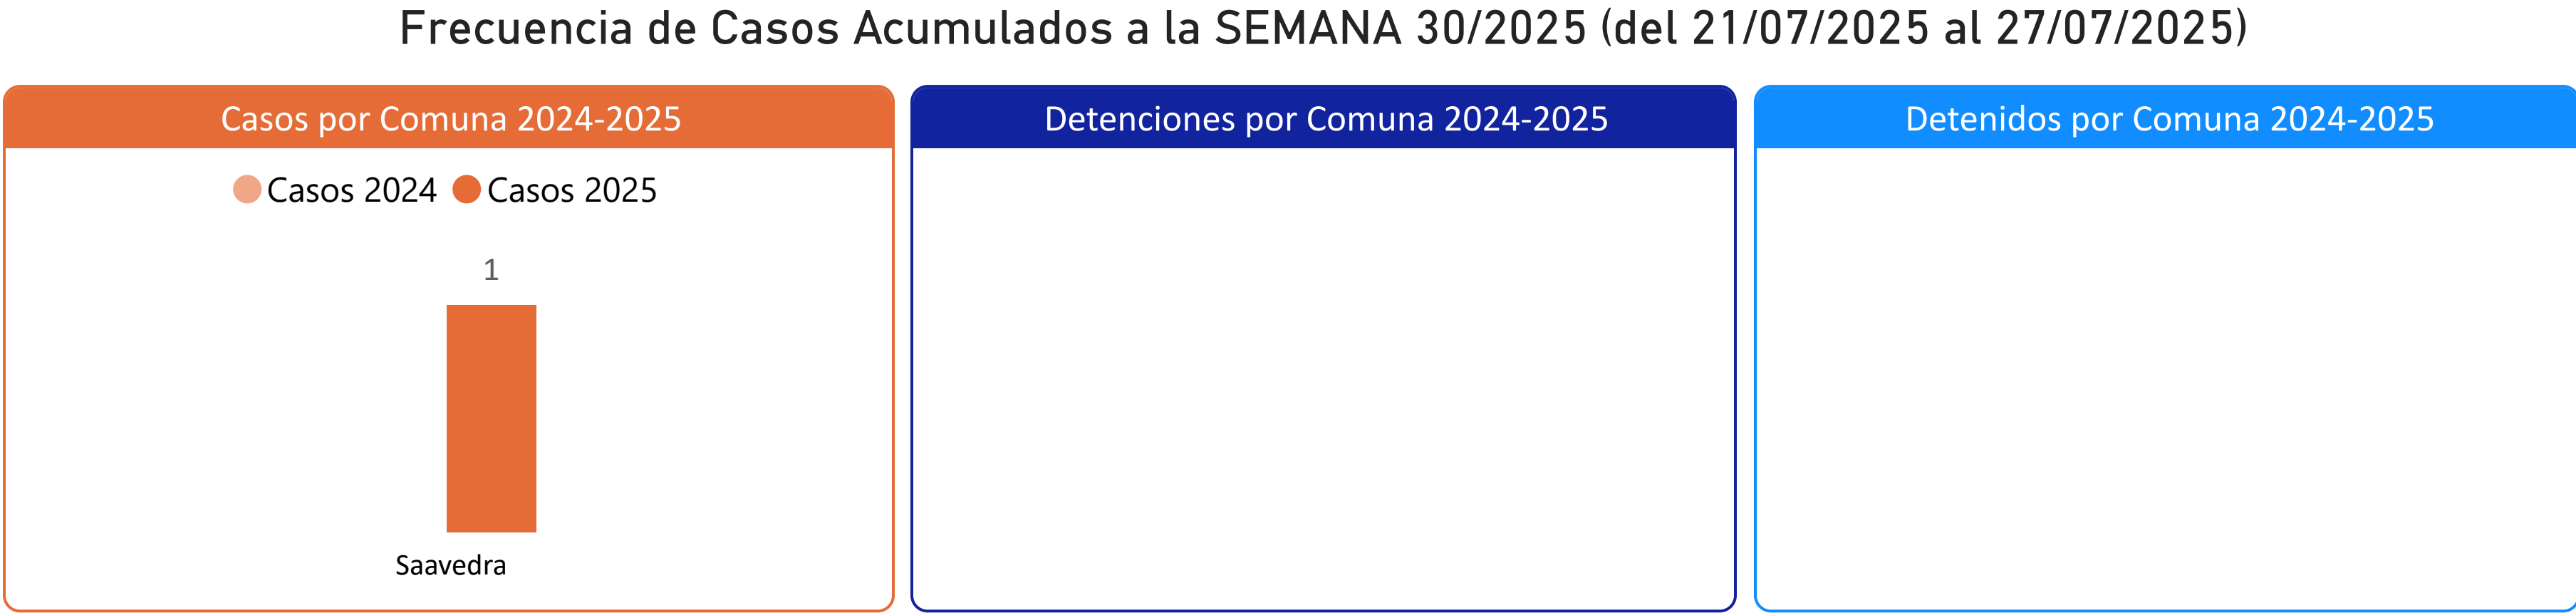 Frecuencia de Casos Acumulados a la SEMANA 30/2025 (del 21/07/2025 al 27/07/2025)
Casos por Comuna 2024-2025
Casos 2024 Casos 2025
1
Saavedra
Detenciones por Comuna 2024-2025
Detenidos por Comuna 2024-2025